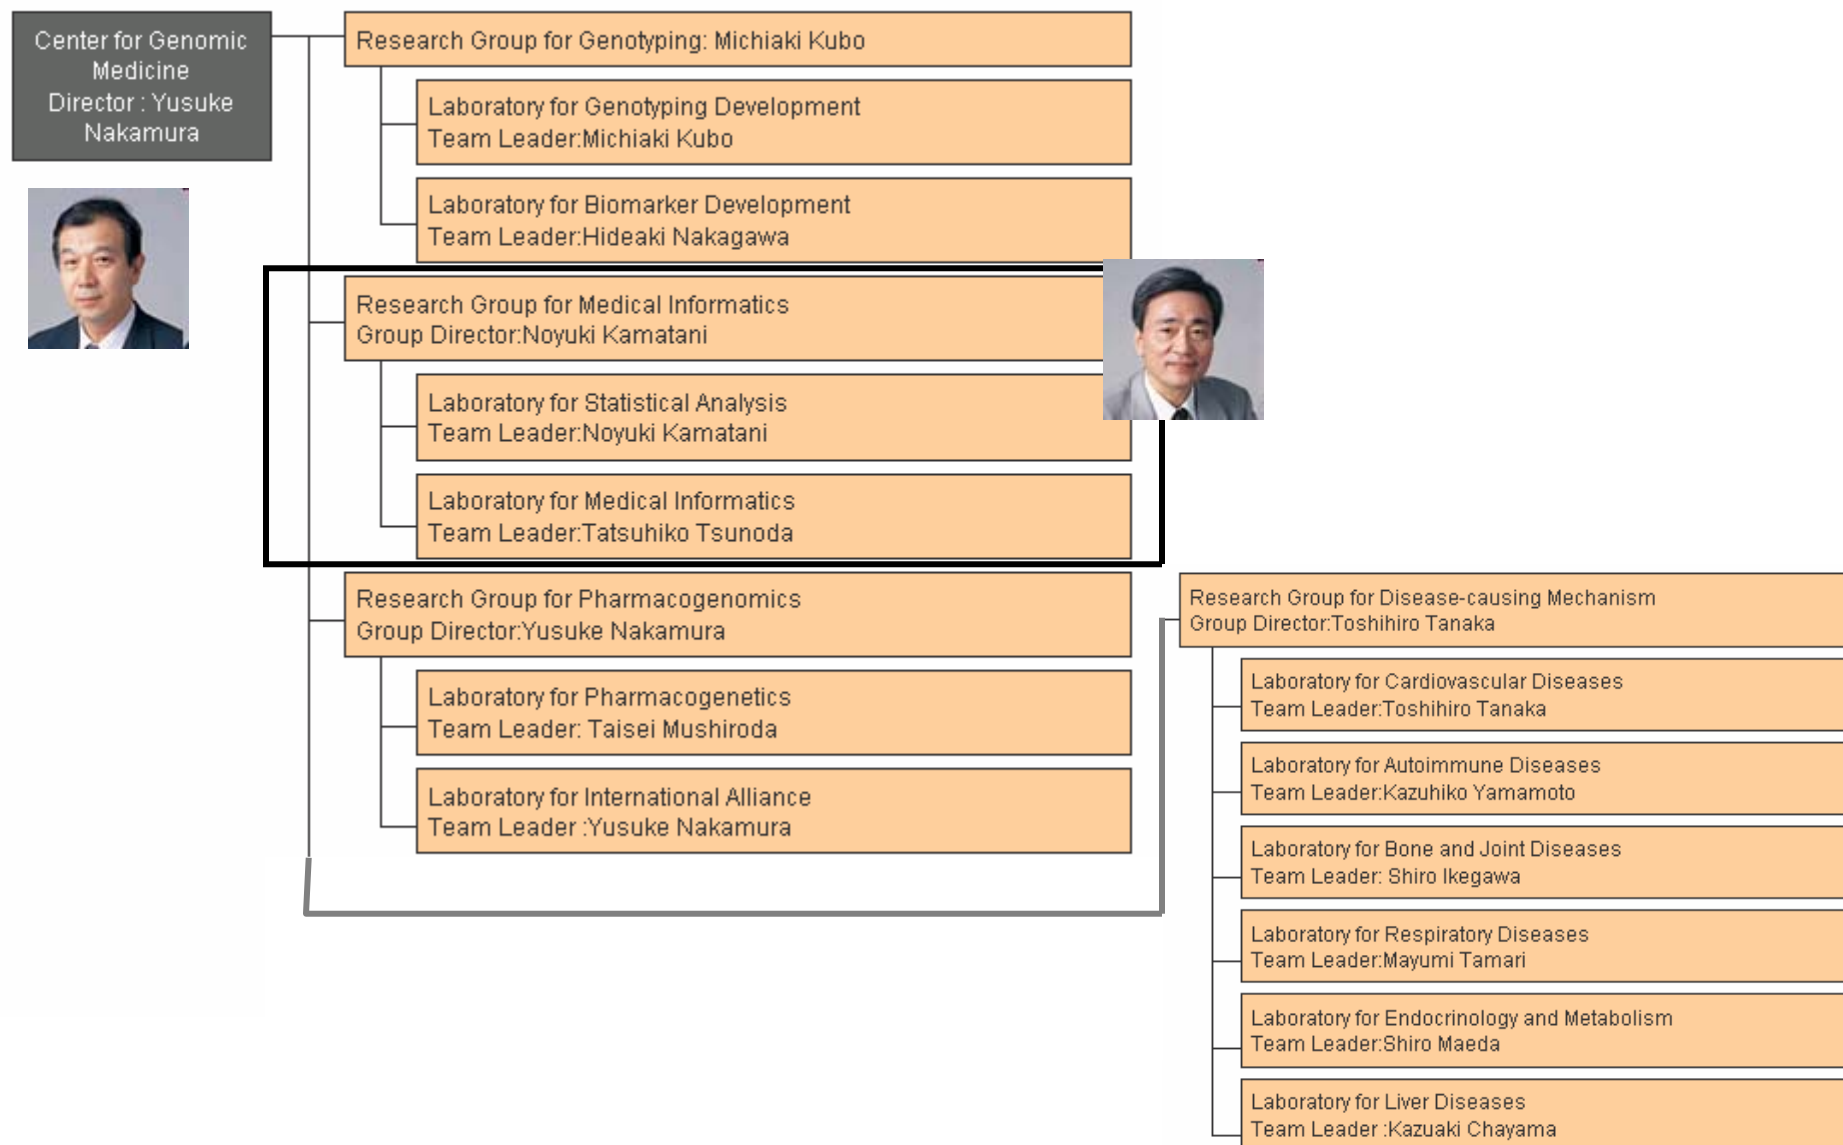 Center for Genomic
Medicine
Director : Yusuke
Nakamura
Research Group for Genotyping: Michiaki Kubo
Laboratory for Genotyping Development
Team Leader:Michiaki Kubo
Laboratory for Biomarker Development
Team Leader:Hideaki Nakagawa
Research Group for Medical Informatics
Group Director:Noyuki Kamatani
Laboratory for Statistical Analysis
Team Leader:Noyuki Kamatani
Laboratory for Medical Informatics
Team Leader:Tatsuhiko Tsunoda
Research Group for Pharmacogenomics
Group Director:Yusuke Nakamura
Laboratory for Pharmacogenetics
Team Leader: Taisei Mushiroda
Laboratory for International Alliance
Team Leader :Yusuke Nakamura
Research Group for Disease-causing Mechanism
Group Director:Toshihiro Tanaka
Laboratory for Cardiovascular Diseases
Team Leader:Toshihiro Tanaka
Laboratory for Autoimmune Diseases
Team Leader:Kazuhiko Yamamoto
Laboratory for Bone and Joint Diseases
Team Leader: Shiro Ikegawa
Laboratory for Respiratory Diseases
Team Leader:Mayumi Tamari
Laboratory for Endocrinology and Metabolism
Team Leader:Shiro Maeda
Laboratory for Liver Diseases
Team Leader :Kazuaki Chayama